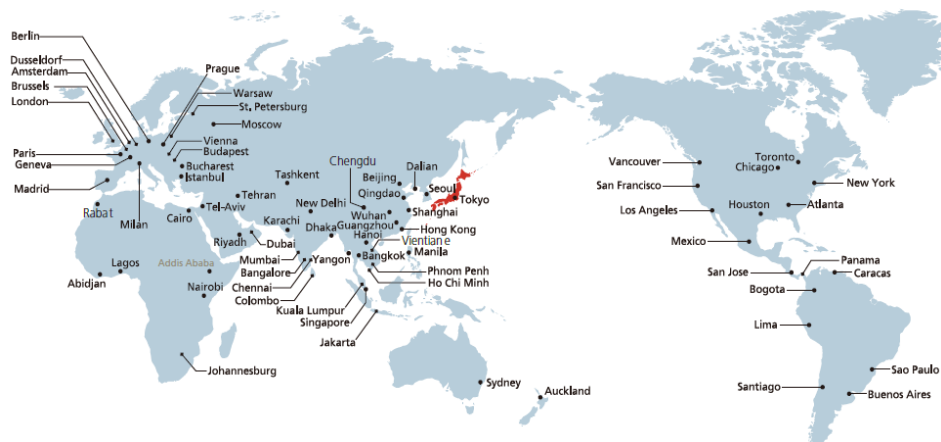 Berlin
Dusseldorf
Amsterdam
Brussels
London
Paris
Geneva
Madrid
Rabat
Milan
Prague
Warsaw
St. Petersburg
Moscow
Vienna
Budapest
Bucharest
Istanbul
Cairo
Tel-Aviv
Tehran
Riyadh
Dubai
Addis Ababa
Abidjan
Lagos
Nairobi
Johannesburg
Tashkent
New Delhi
Karachi
Dhaka
Mumbai
Bangalore
Chennai
Colombo
Yangon
Chengdu
Beijing
Dalian
Qingdao
Seoul
Tokyo
Wuhan
Shanghai
Guangzhou
Hong Kong
Hanoi
Vientiane
Bangkok
Manila
Phnom Penh
Ho Chi Minh
Kuala Lumpur
Singapore
Jakarta
Sydney
Auckland
Vancouver
San Francisco
Los Angeles
Toronto
Chicago
New York
Houston
Atlanta
Mexico
San Jose
Panama
Caracas
Bogota
Lima
Santiago
Sao Paulo
Buenos Aires